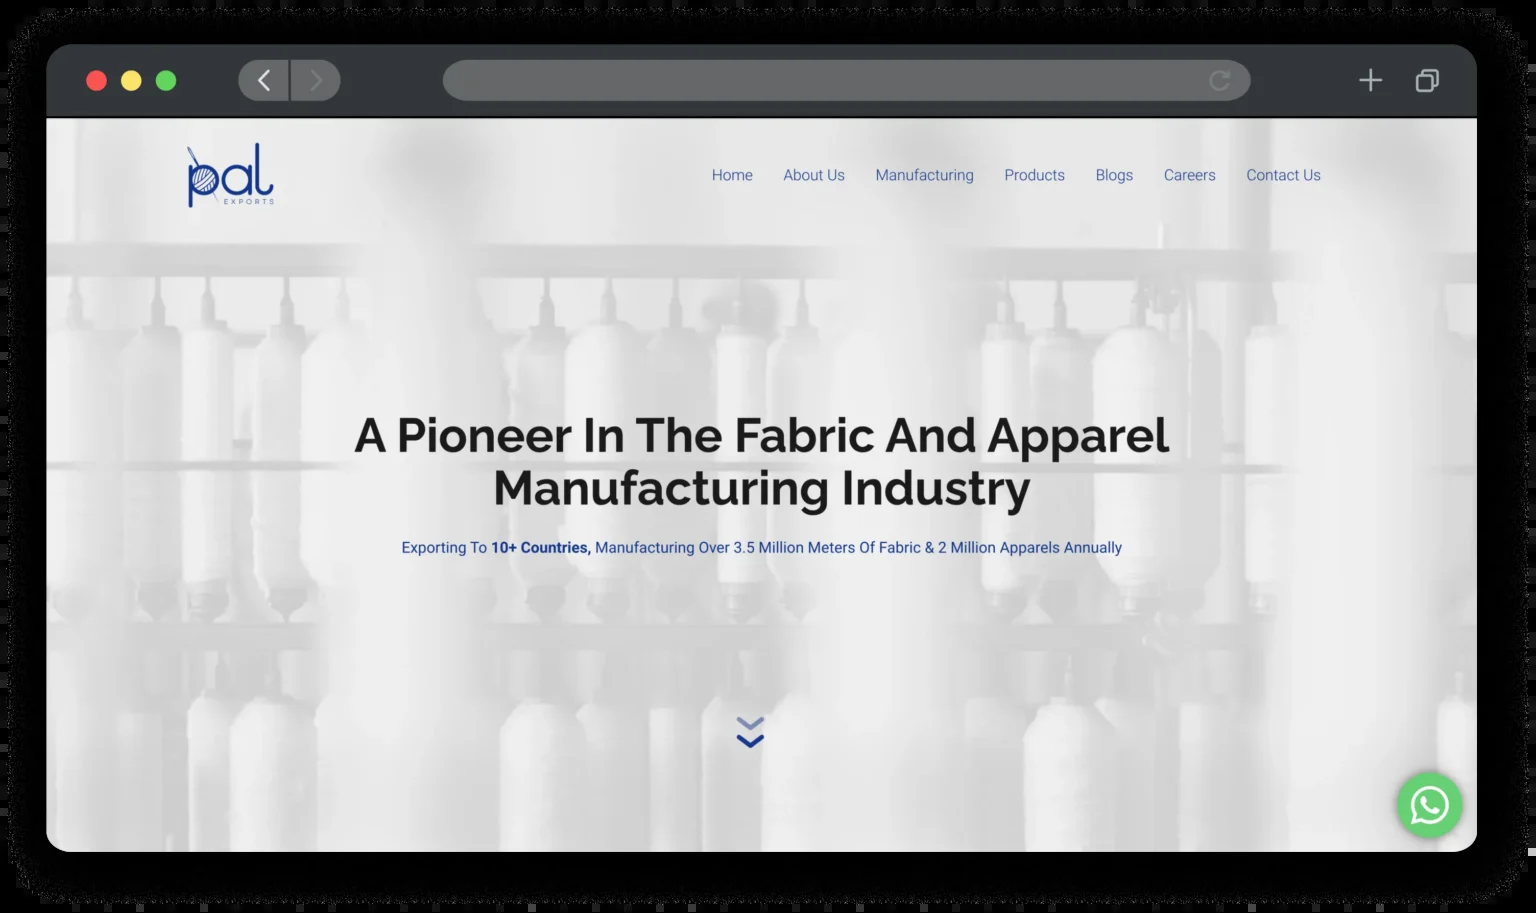 pal
EXPORTS
Home About Us Manufacturing Products Blogs Careers Contact Us
A Pioneer In The Fabric And Apparel
Manufacturing Industry
Exporting To 10+ Countries, Manufacturing Over 3.5 Million Meters Of Fabric & 2 Million Apparels Annually